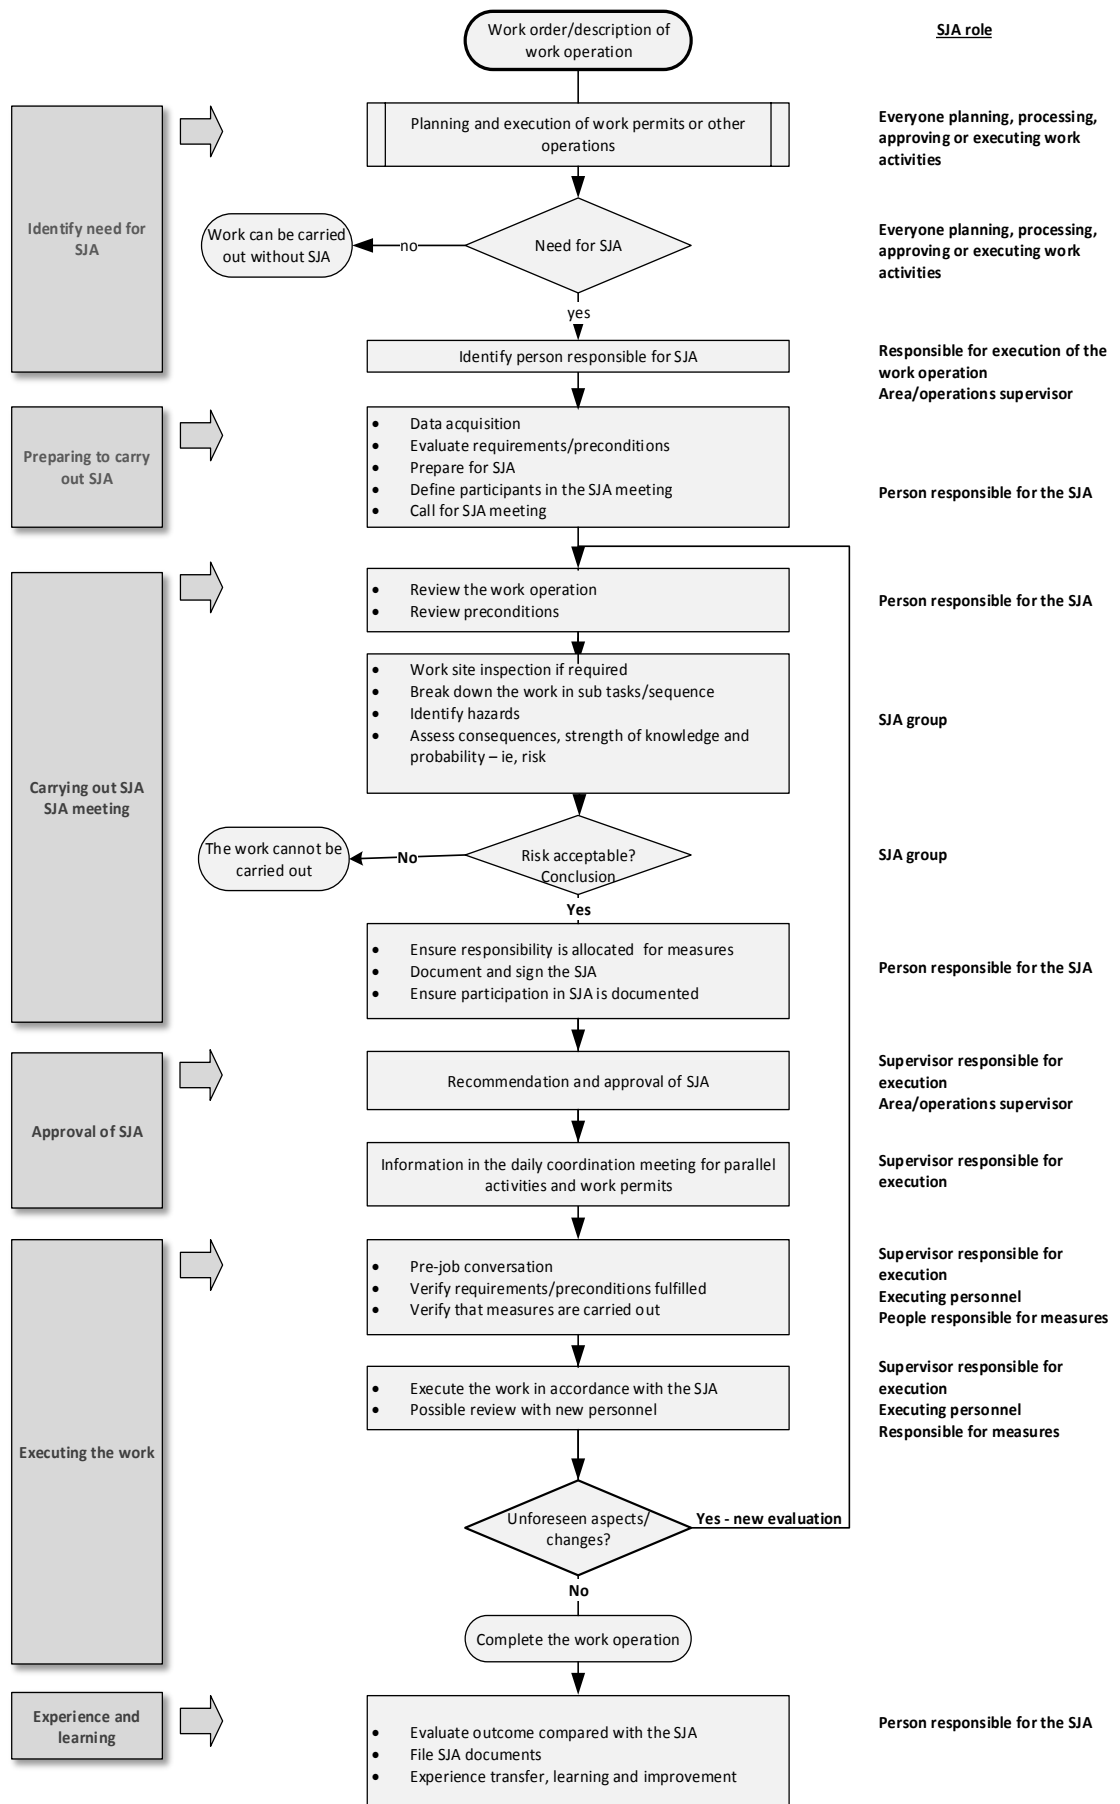 Work order/description of
work operation
SJA role
Identify need for
SJA
Planning and execution of work permits or other
operations
Everyone planning, processing,
approving or executing work
activities
Work can be carried
out without SJA
no
Need for SJA
Everyone planning, processing,
approving or executing work
activities
yes
Identify person responsible for SJA
Responsible for execution of the
work operation
Area/operations supervisor
Preparing to carry
out SJA
• Data acquisition
• Evaluate requirements/preconditions
• Prepare for SJA
• Define participants in the SJA meeting
• Call for SJA meeting
Person responsible for the SJA
Carrying out SJA
SJA meeting
• Review the work operation
• Review preconditions
Person responsible for the SJA
• Work site inspection if required
• Break down the work in sub tasks/sequence
• Identify hazards
• Assess consequences, strength of knowledge and
probability – ie, risk
SJA group
The work cannot be
carried out
No
Risk acceptable?
Conclusion
SJA group
Yes
• Ensure responsibility is allocated for measures
• Document and sign the SJA
• Ensure participation in SJA is documented
Person responsible for the SJA
Approval of SJA
Recommendation and approval of SJA
Supervisor responsible for
execution
Area/operations supervisor
Information in the daily coordination meeting for parallel
activities and work permits
Supervisor responsible for
execution
Executing the work
• Pre-job conversation
• Verify requirements/preconditions fulfilled
• Verify that measures are carried out
Supervisor responsible for
execution
Executing personnel
People responsible for measures
• Execute the work in accordance with the SJA
• Possible review with new personnel
Supervisor responsible for
execution
Executing personnel
Responsible for measures
Unforeseen aspects/
changes?
Yes - new evaluation
No
Complete the work operation
Experience and
learning
• Evaluate outcome compared with the SJA
• File SJA documents
• Experience transfer, learning and improvement
Person responsible for the SJA